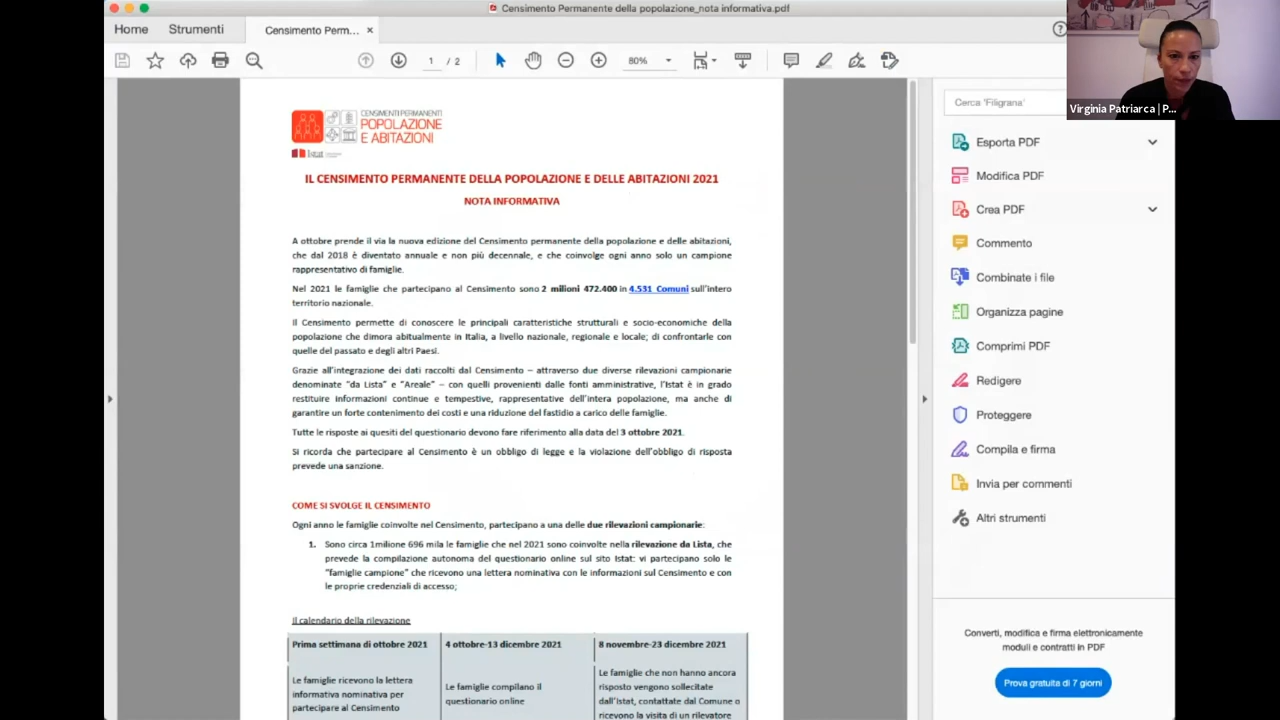 Censimento Permanente della popolazione_nota informativa.pdf
Home
Strumenti
Censimento Perm... ×
1 / 2
80%
Virginia Patriarca | P...
CENSIMENTI PERMANENTI
POPOLAZIONE
E ABITAZIONI
Istat
IL CENSIMENTO PERMANENTE DELLA POPOLAZIONE E DELLE ABITAZIONI 2021
NOTA INFORMATIVA
A ottobre prende il via la nuova edizione del Censimento permanente della popolazione e delle abitazioni,
che dal 2018 è diventato annuale e non più decennale, e che coinvolge ogni anno solo un campione
rappresentativo di famiglie.
Nel 2021 le famiglie che partecipano al Censimento sono 2 milioni 472.400 in 4.531 Comuni sull'intero
territorio nazionale.
Il Censimento permette di conoscere le principali caratteristiche strutturali e socio-economiche della
popolazione che dimora abitualmente in Italia, a livello nazionale, regionale e locale; di confrontarle con
quelle del passato e degli altri Paesi.
Grazie all'integrazione dei dati raccolti dal Censimento – attraverso due diverse rilevazioni campionarie
denominate "da Lista" e "Areale" – con quelli provenienti dalle fonti amministrative, l'Istat è in grado
restituire informazioni continue e tempestive, rappresentative dell'intera popolazione, ma anche di
garantire un forte contenimento dei costi e una riduzione del fastidio a carico delle famiglie.
Tutte le risposte ai quesiti del questionario devono fare riferimento alla data del 3 ottobre 2021.
Si ricorda che partecipare al Censimento è un obbligo di legge e la violazione dell'obbligo di risposta
prevede una sanzione.
COME SI SVOLGE IL CENSIMENTO
Ogni anno le famiglie coinvolte nel Censimento, partecipano a una delle due rilevazioni campionarie:
1. Sono circa 1milione 696 mila le famiglie che nel 2021 sono coinvolte nella rilevazione da Lista, che
prevede la compilazione autonoma del questionario online sul sito Istat: vi partecipano solo le
"famiglie campione" che ricevono una lettera nominativa con le informazioni sul Censimento e con
le proprie credenziali di accesso;
Il calendario della rilevazione
Prima settimana di ottobre 2021
Le famiglie ricevono la lettera
informativa nominativa per
partecipare al Censimento
4 ottobre-13 dicembre 2021
Le famiglie compilano il
questionario online
8 novembre-23 dicembre 2021
Le famiglie che non hanno ancora
risposto vengono sollecitate
dall'Istat, contattate dal Comune o
ricevono la visita di un rilevatore
Cerca 'Filigrana'
Esporta PDF
Modifica PDF
Crea PDF
Commento
Combinate i file
Organizza pagine
Comprimi PDF
Redigere
Proteggere
Compila e firma
Invia per commenti
Altri strumenti
Converti, modifica e firma elettronicamente
moduli e contratti in PDF
Prova gratuita di 7 giorni